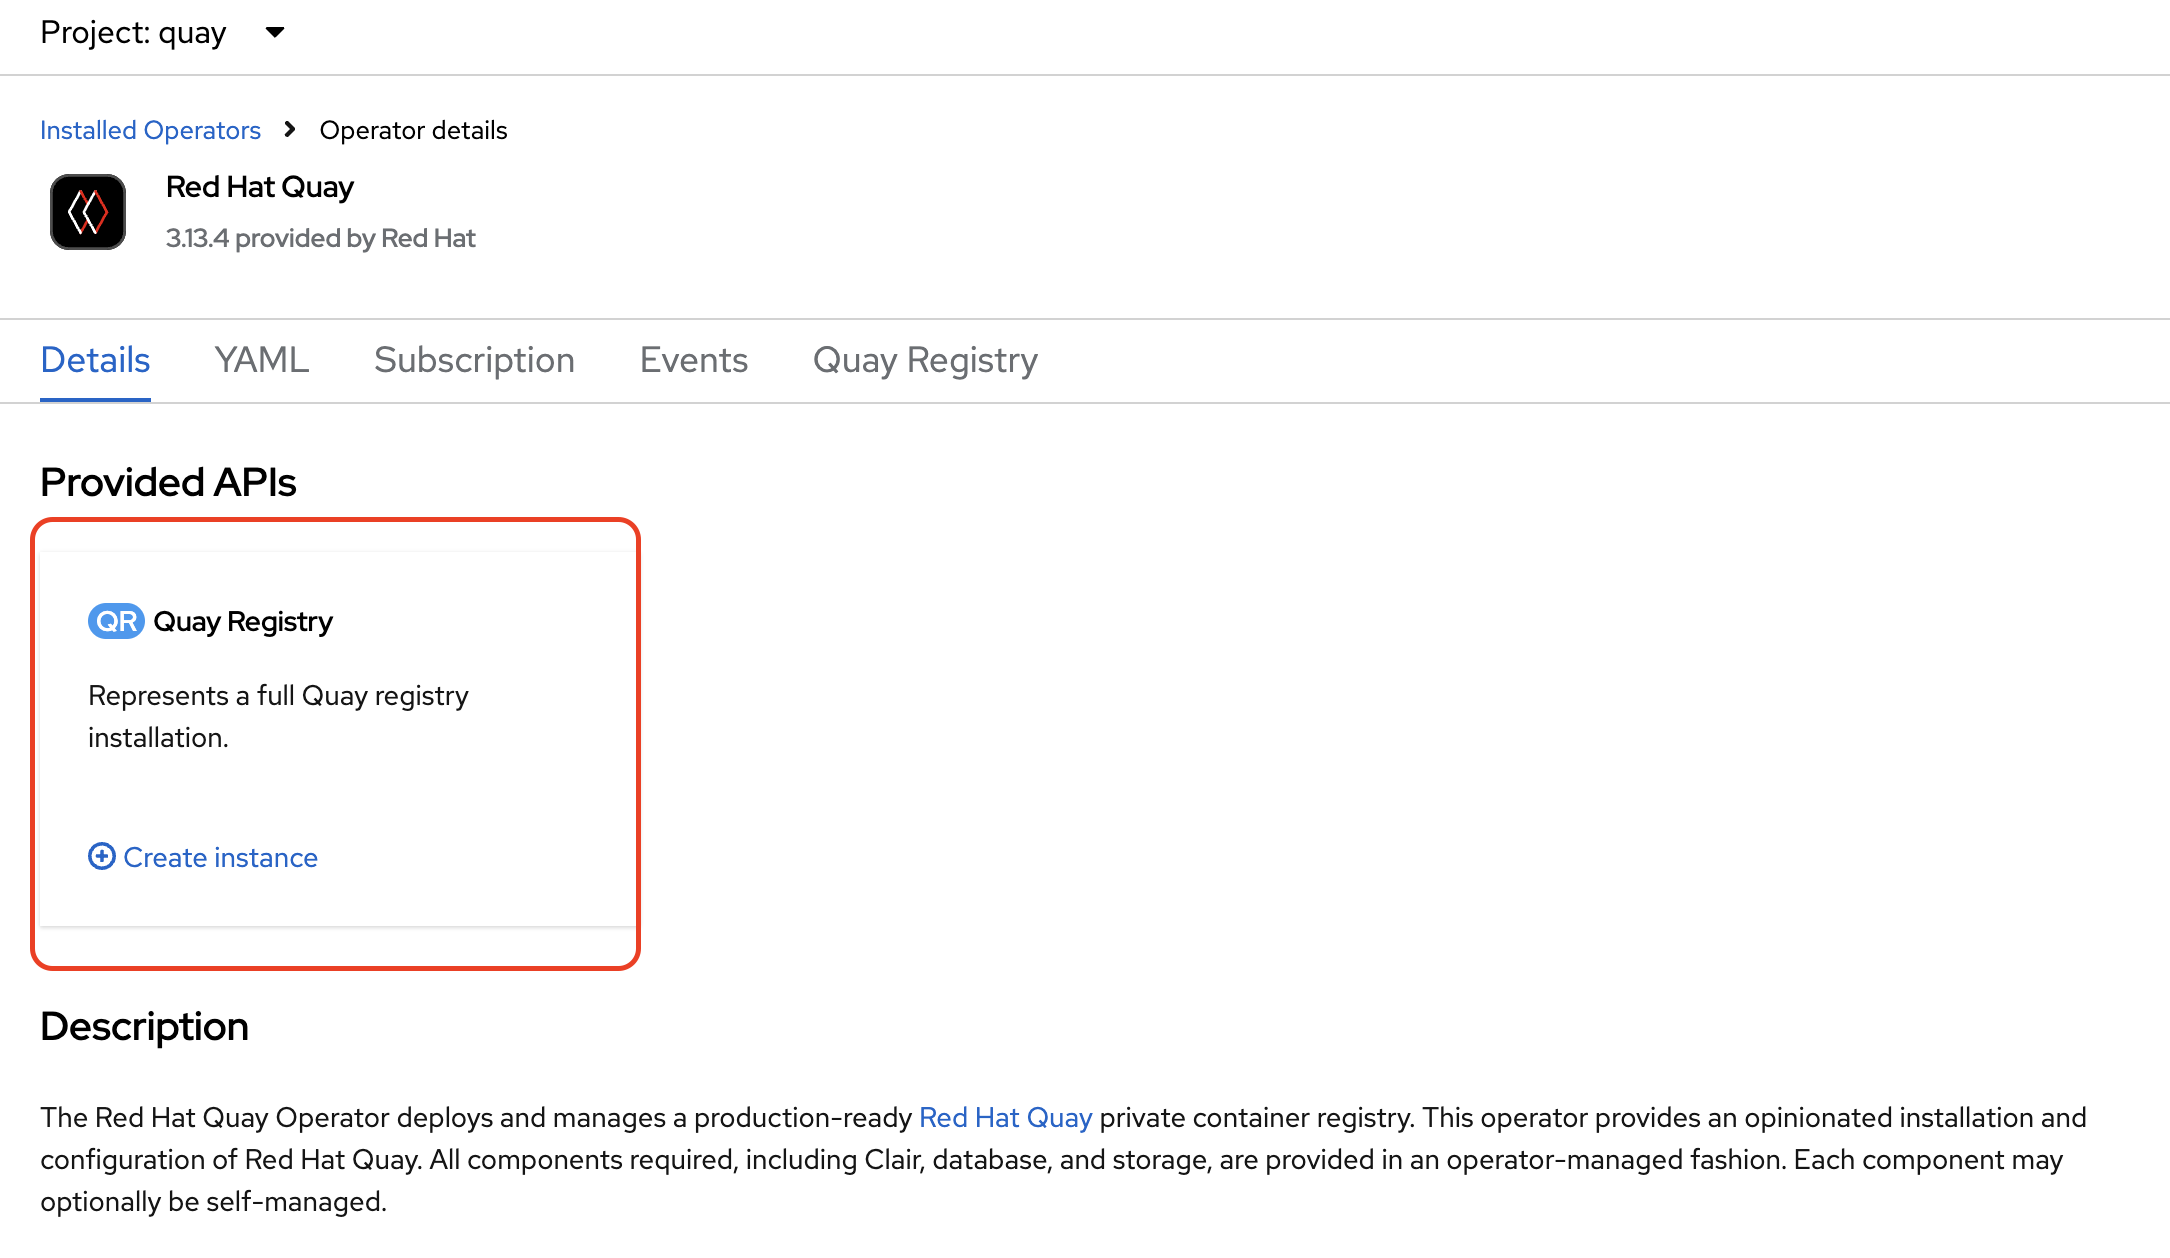 Project: quay
Installed Operators
Operator details
Red Hat Quay
3.13.4 provided by Red Hat
Details YAML Subscription Events Quay Registry
Provided APIs
QR Quay Registry
Represents a full Quay registry
installation.
Create instance
Description
The Red Hat Quay Operator deploys and manages a production-ready Red Hat Quay private container registry. This operator provides an opinionated installation and
configuration of Red Hat Quay. All components required, including Clair, database, and storage, are provided in an operator-managed fashion. Each component may
optionally be self-managed.